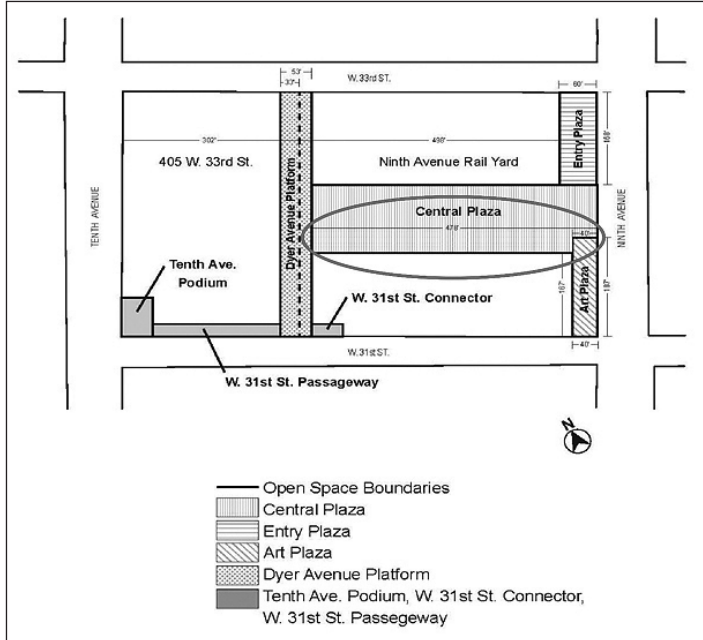 53'
33'
W. 33rd ST.
60'
302'
498'
168'
405 W. 33rd St.
Ninth Avenue Rail Yard
Entry Plaza
Dyer Avenue Platform
TENTH AVENUE
NINTH AVENUE
Central Plaza
478'
40'
Tenth Ave.
Podium
W. 31st St. Connector
167'
Art Plaza
187'
40'
W. 31st ST.
W. 31st St. Passageway
N
Open Space Boundaries
Central Plaza
Entry Plaza
Art Plaza
Dyer Avenue Platform
Tenth Ave. Podium, W. 31st St. Connector,
W. 31st St. Passegeway